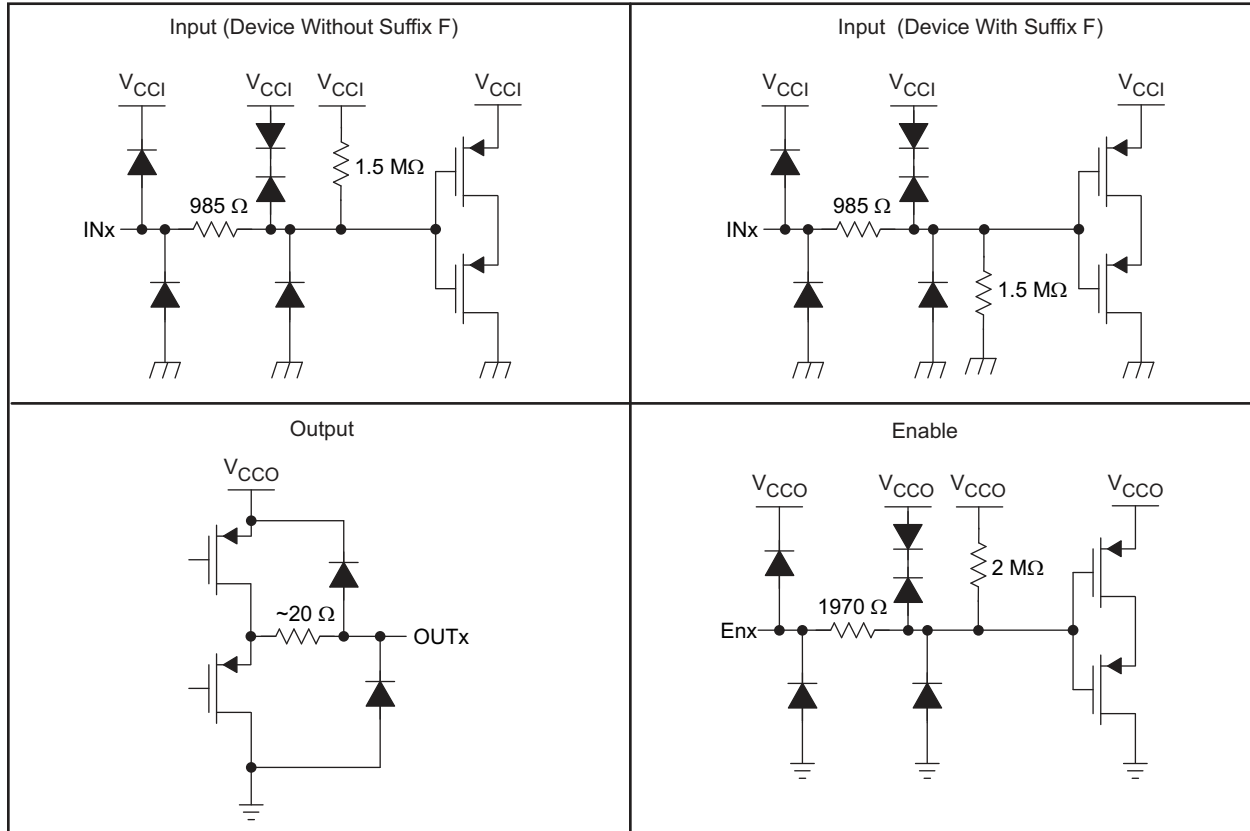 Input (Device Without Suffix F)
VCCI VCCI VCCI VCCI
1.5 MΩ
985 Ω
INx
Input (Device With Suffix F)
VCCI VCCI VCCI
985 Ω
INx
1.5 MΩ
Output
VCCO
~20 Ω
OUTx
Enable
VCCO VCCO VCCO VCCO
2 MΩ
1970 Ω
Enx